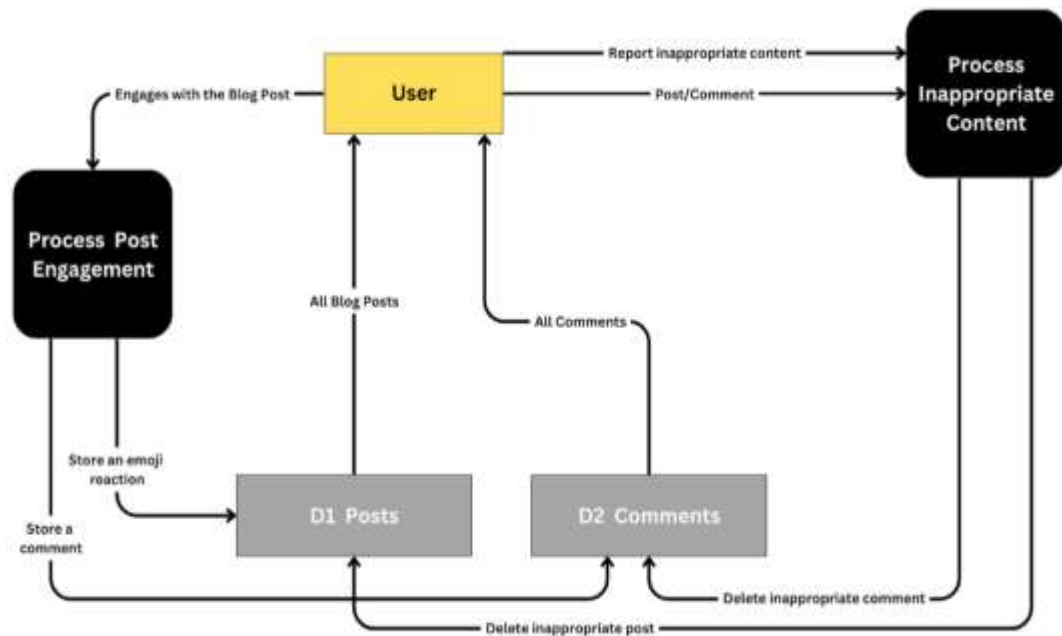 Report inappropriate content
Process
Inappropriate
Content
User
Engages with the Blog Post
Post/Comment
Process Post
Engagement
All Blog Posts
All Comments
Store an emoji
reaction
D1 Posts
D2 Comments
Store a
comment
Delete inappropriate comment
Delete inappropriate post